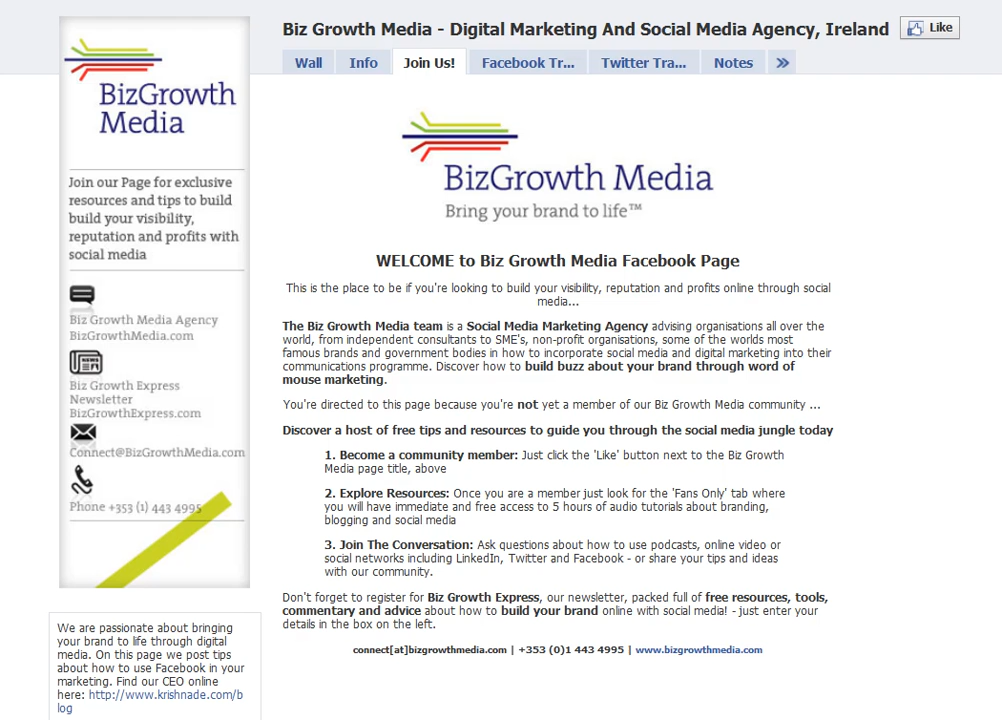 Biz Growth Media - Digital Marketing And Social Media Agency, Ireland
Like
Wall
Info
Join Us!
Facebook Tr...
Twitter Tra...
Notes
»
BizGrowth
Media
Join our Page for exclusive
resources and tips to build
build your visibility,
reputation and profits with
social media
Biz Growth Media Agency
BizGrowthMedia.com
NEWS
Biz Growth Express
Newsletter
BizGrowthExpress.com
Connect@BizGrowthMedia.com
Phone +353 (1) 443 4995
We are passionate about bringing
your brand to life through digital
media. On this page we post tips
about how to use Facebook in your
marketing. Find our CEO online
here: http://www.krishnade.com/b
log
BizGrowth Media
Bring your brand to life™
WELCOME to Biz Growth Media Facebook Page
This is the place to be if you're looking to build your visibility, reputation and profits online through social
media...
The Biz Growth Media team is a Social Media Marketing Agency advising organisations all over the
world, from independent consultants to SME's, non-profit organisations, some of the worlds most
famous brands and government bodies in how to incorporate social media and digital marketing into their
communications programme. Discover how to build buzz about your brand through word of
mouse marketing.
You're directed to this page because you're not yet a member of our Biz Growth Media community ...
Discover a host of free tips and resources to guide you through the social media jungle today
1. Become a community member: Just click the 'Like' button next to the Biz Growth
Media page title, above
2. Explore Resources: Once you are a member just look for the 'Fans Only' tab where
you will have immediate and free access to 5 hours of audio tutorials about branding,
blogging and social media
3. Join The Conversation: Ask questions about how to use podcasts, online video or
social networks including LinkedIn, Twitter and Facebook - or share your tips and ideas
with our community.
Don't forget to register for Biz Growth Express, our newsletter, packed full of free resources, tools,
commentary and advice about how to build your brand online with social media! - just enter your
details in the box on the left.
connect[at]bizgrowthmedia.com | +353 (0)1 443 4995 | www.bizgrowthmedia.com